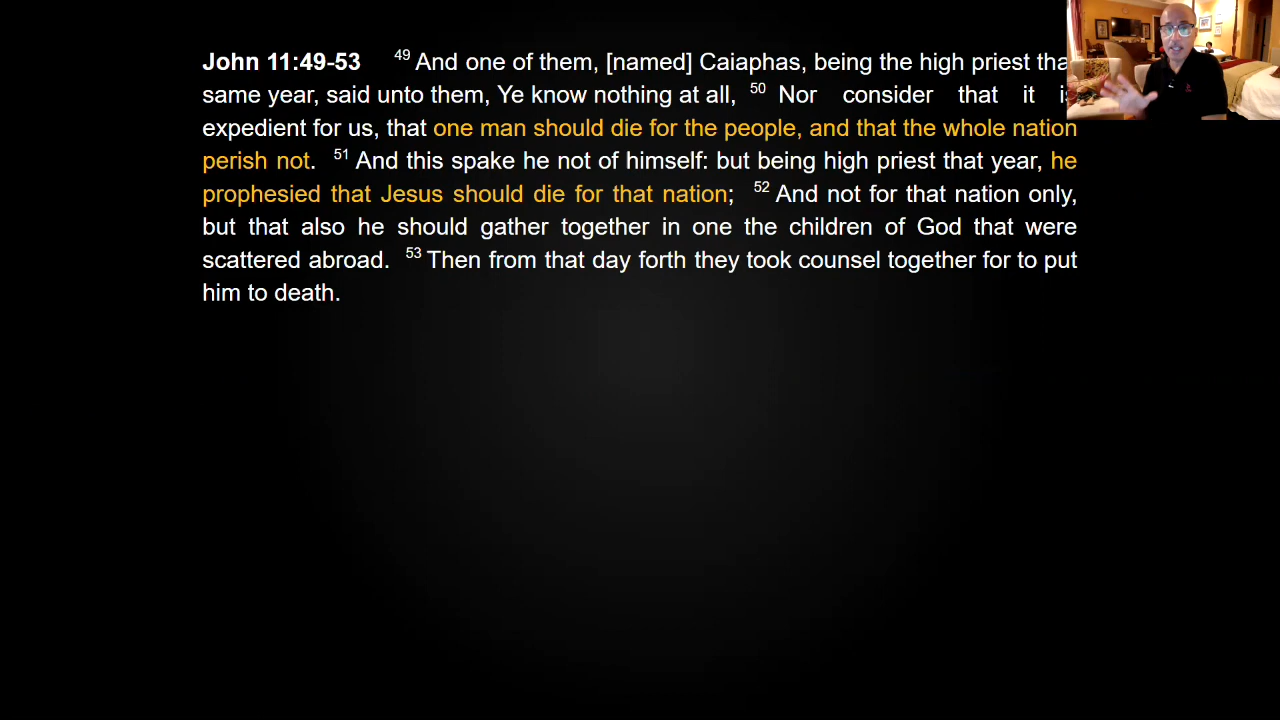 John 11:49-53 49 And one of them, [named] Caiaphas, being the high priest
same year, said unto them, Ye know nothing at all, 50 Nor consider that it
expedient for us, that one man should die for the people, and that the whole nation
perish not. 51 And this spake he not of himself: but being high priest that year, he
prophesied that Jesus should die for that nation; 52 And not for that nation only,
but that also he should gather together in one the children of God that were
scattered abroad. 53 Then from that day forth they took counsel together for to put
him to death.